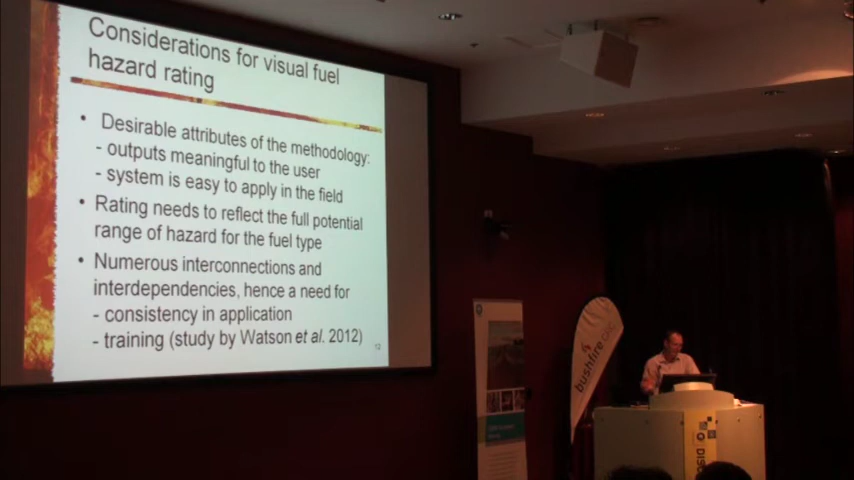 Considerations for visual fuel
hazard rating
• Desirable attributes of the methodology:
- outputs meaningful to the user
- system is easy to apply in the field
• Rating needs to reflect the full potential
range of hazard for the fuel type
• Numerous interconnections and
interdependencies, hence a need for
- consistency in application
- training (study by Watson et al. 2012)
bushfire CRC
DISC